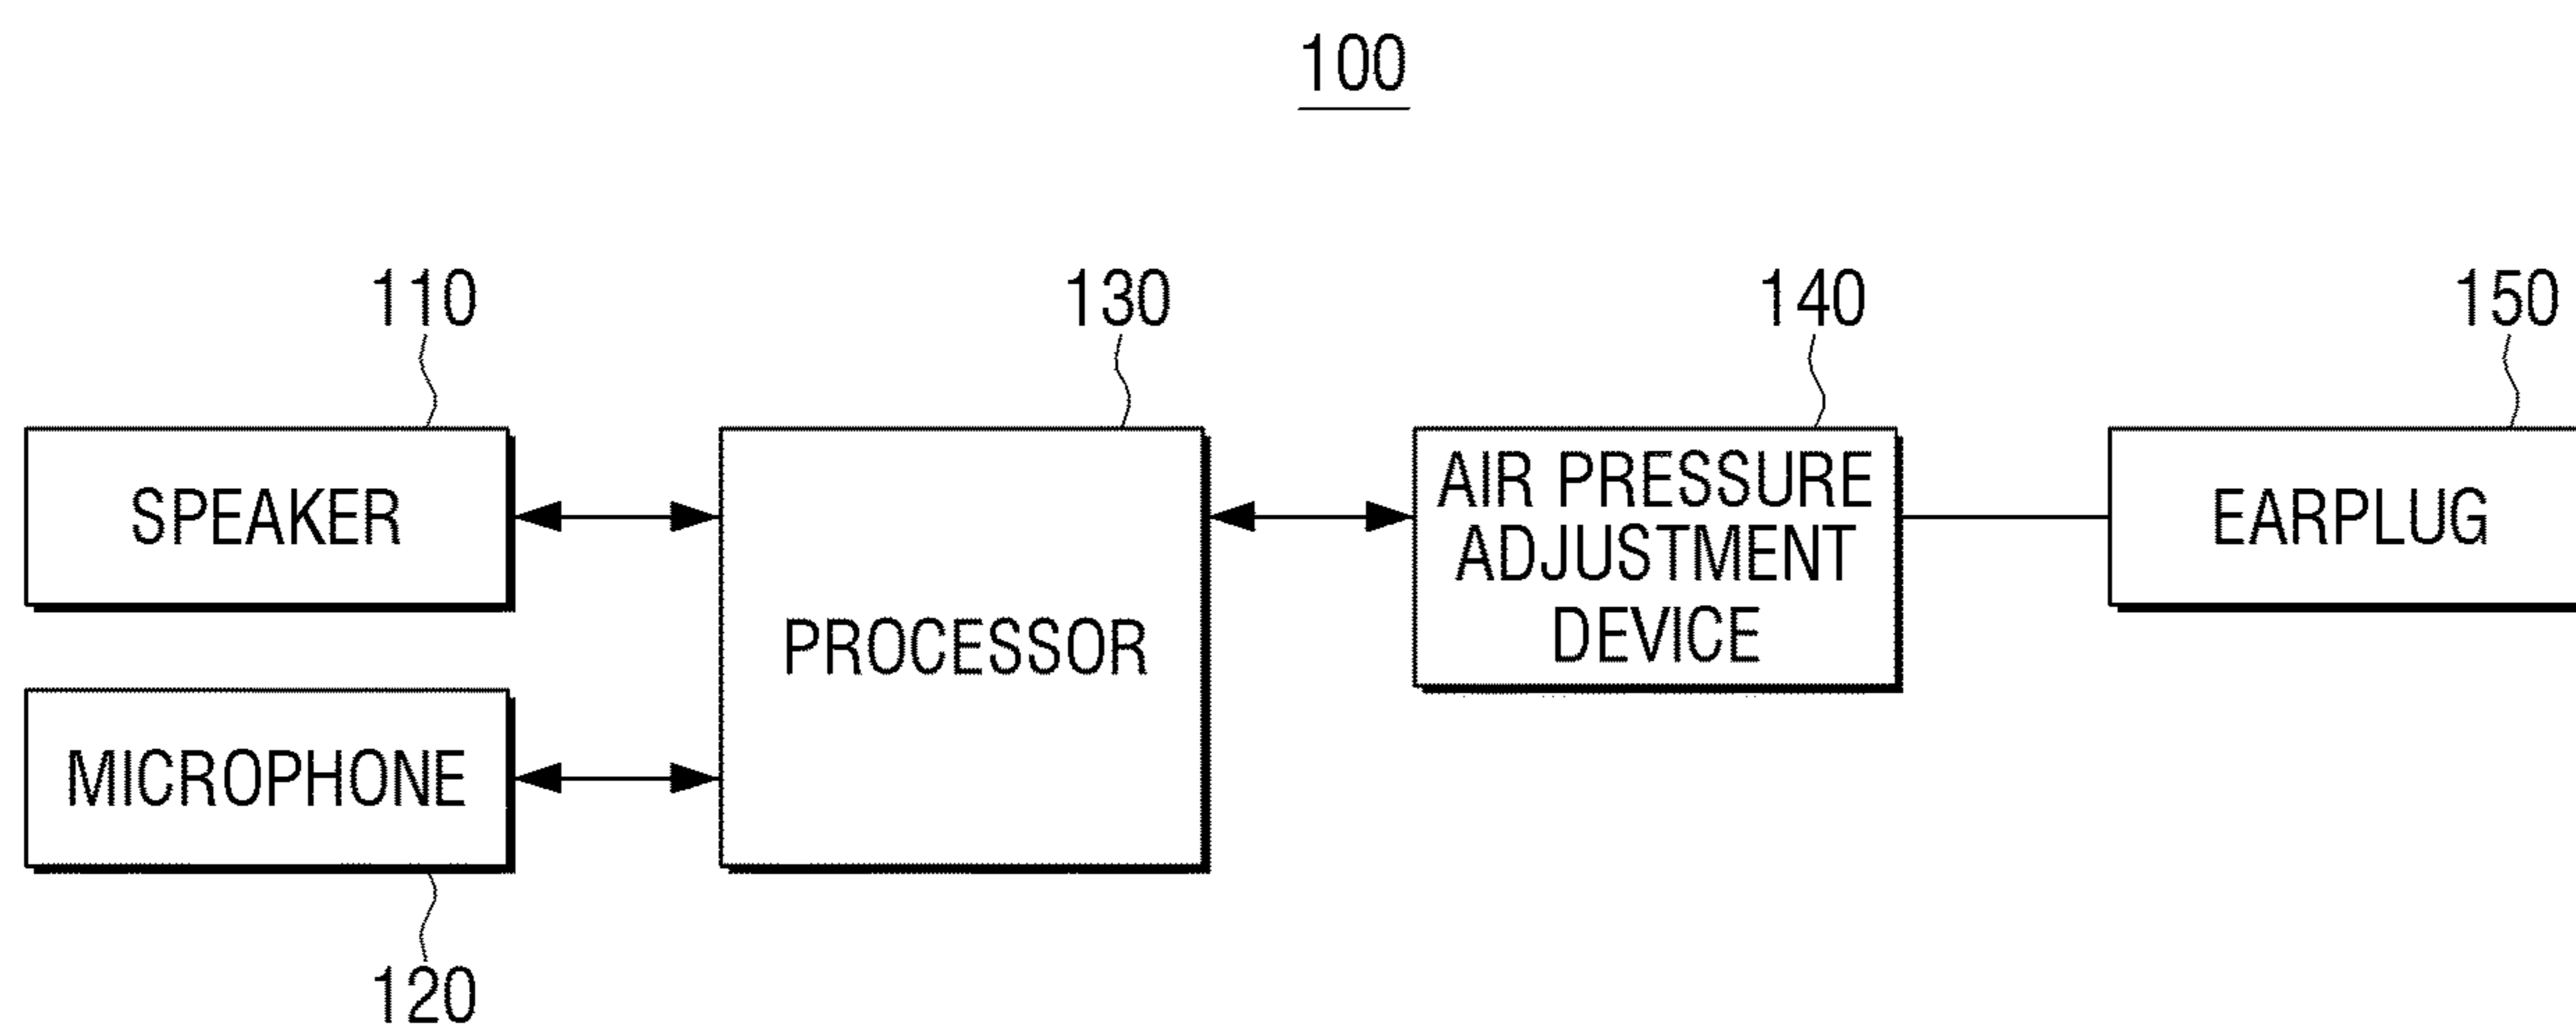 100
110
130
140
150
SPEAKER
PROCESSOR
AIR PRESSURE
ADJUSTMENT
DEVICE
EARPLUG
MICROPHONE
120